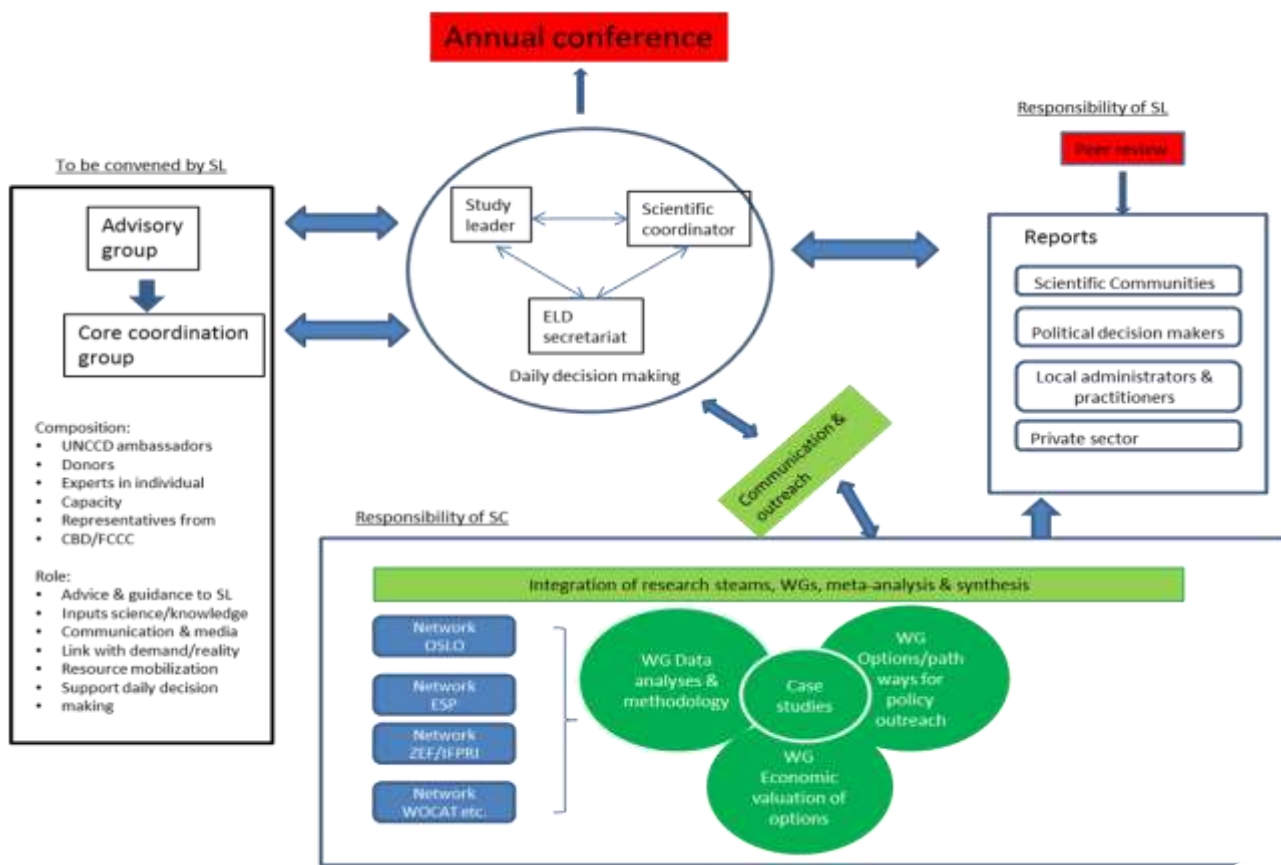 Annual conference
Responsibility of SL
Peer review
To be convened by SL
Advisory
group
Core coordination
group
Composition:
• UNCCD ambassadors
• Donors
• Experts in individual
• Capacity
• Representatives from
• CBD/FCCC
Role:
• Advice & guidance to SL
• Inputs science/knowledge
• Communication & media
• Link with demand/reality
• Resource mobilization
• Support daily decision
• making
Study
leader
Scientific
coordinator
ELD
secretariat
Daily decision making
Reports
Scientific Communities
Political decision makers
Local administrators &
practitioners
Private sector
Communication &
outreach
Responsibility of SC
Integration of research steams, WGs, meta-analysis & synthesis
Network
OSLO
Network
ESP
Network
ZEF/IFPRI
Network
WOCAT etc.
WG Data
analyses &
methodology
Case
studies
WG
Options/path
ways for
policy
outreach
WG
Economic
valuation of
options